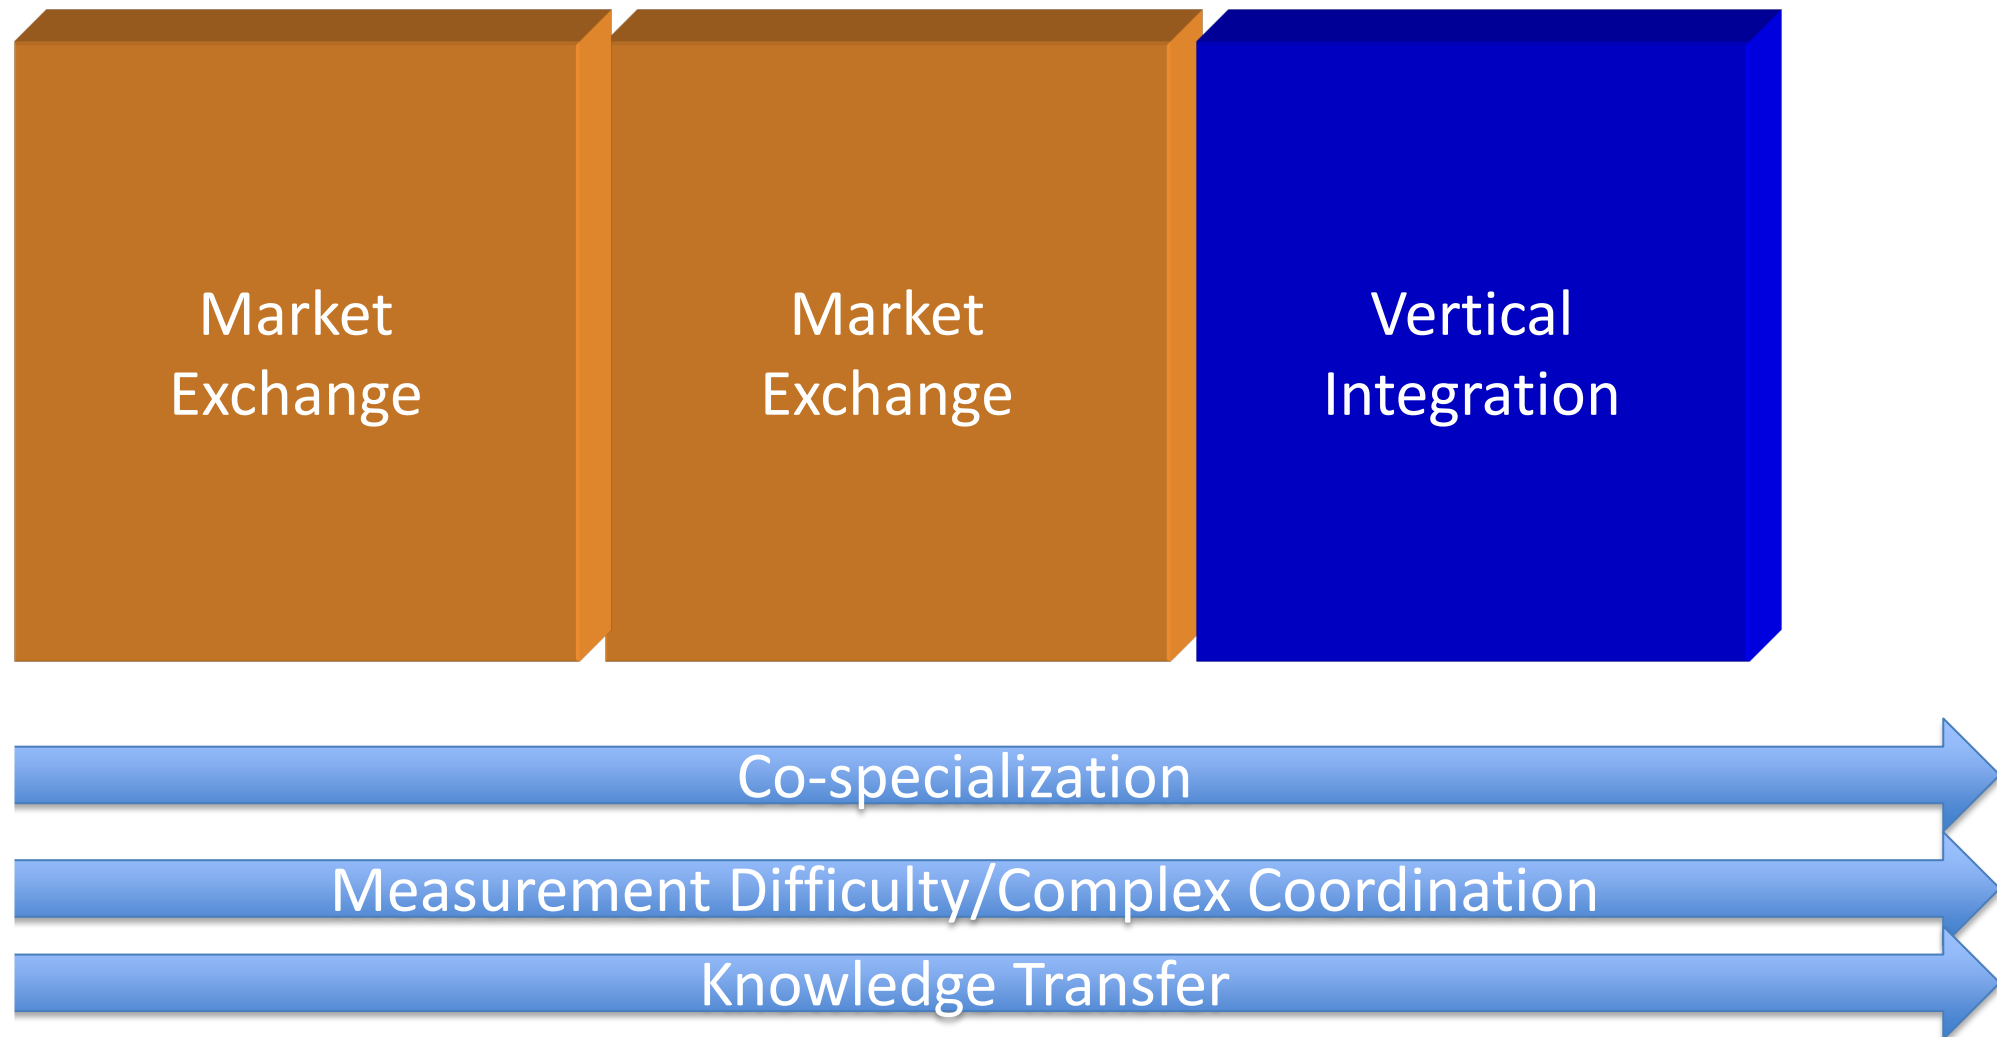 Market
Exchange
Market
Exchange
Vertical
Integration
Co-specialization
Measurement Difficulty/Complex Coordination
Knowledge Transfer